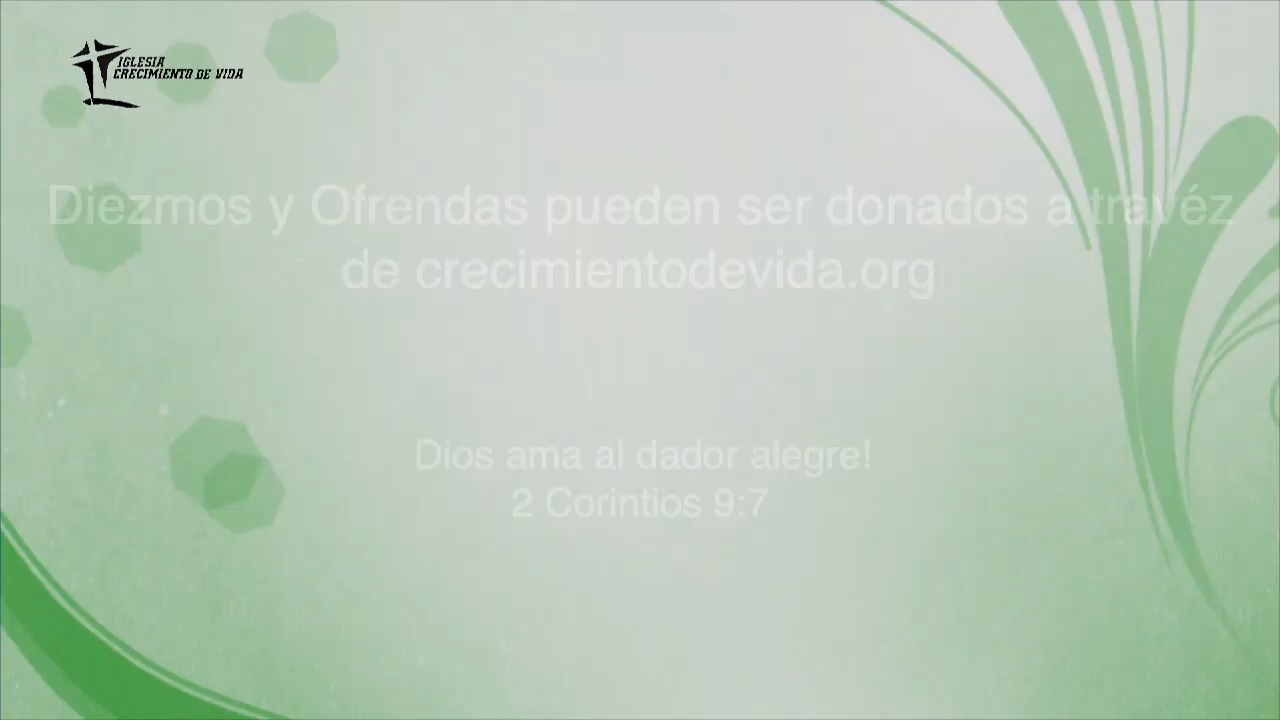 IGLESIA
CRECIMIENTO DE VIDA
Diezmos y Ofrendas pueden ser donados a travéz
de crecimientodevida.org
Dios ama al dador alegre!
2 Corintios 9:7